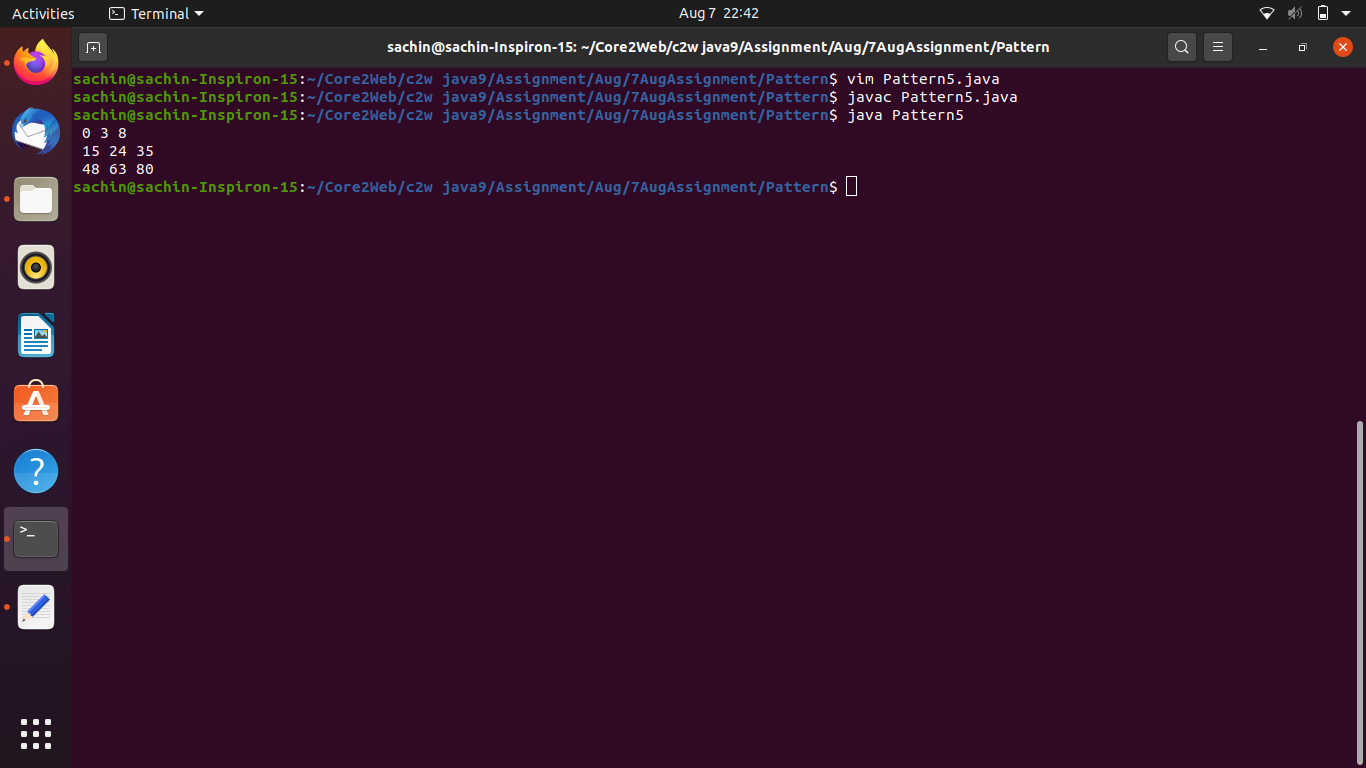 Activities Terminal Aug 7 22:42
sachin@sachin-Inspiron-15: ~/Core2Web/c2w java9/Assignment/Aug/7AugAssignment/Pattern
sachin@sachin-Inspiron-15:~/Core2Web/c2w java9/Assignment/Aug/7AugAssignment/Pattern$ vim Pattern5.java
sachin@sachin-Inspiron-15:~/Core2Web/c2w java9/Assignment/Aug/7AugAssignment/Pattern$ javac Pattern5.java
sachin@sachin-Inspiron-15:~/Core2Web/c2w java9/Assignment/Aug/7AugAssignment/Pattern$ java Pattern5
0 3 8
15 24 35
48 63 80
sachin@sachin-Inspiron-15:~/Core2Web/c2w java9/Assignment/Aug/7AugAssignment/Pattern$